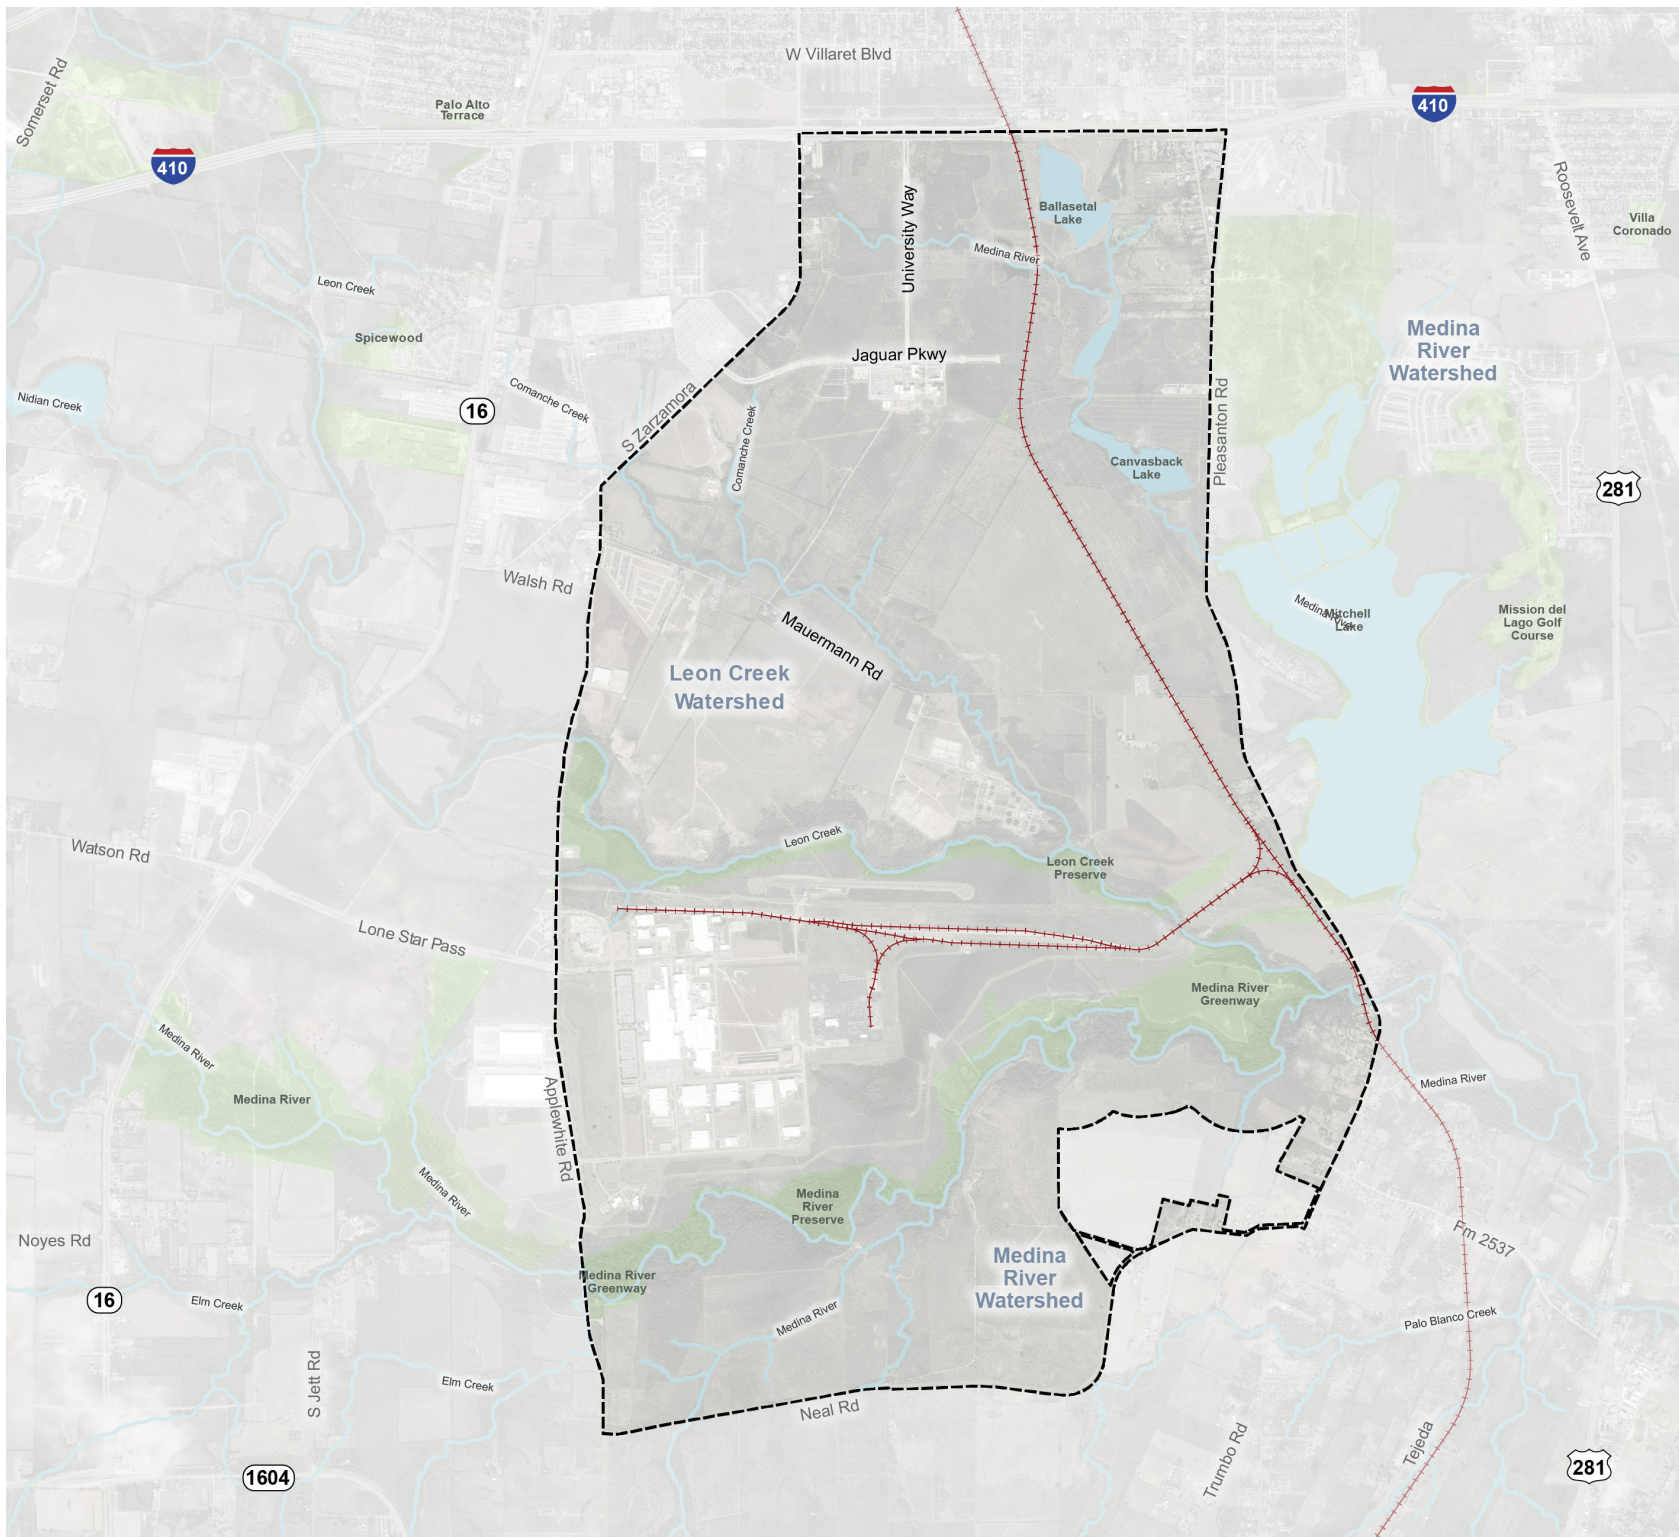 W Villaret Blvd
Somerset Rd
Palo Alto
Terrace
410
410
Roosevelt Ave
Villa
Coronado
University Way
Ballasetal
Lake
Medina River
Leon Creek
Spicewood
Jaguar Pkwy
Medina
River
Watershed
Nidian Creek
16
Comanche Creek
S Zarzamora
Comanche Creek
Pleasanton Rd
Canvasback
Lake
281
Walsh Rd
Mauermann Rd
Medina River
Mitchell
Lake
Mission del
Lago Golf
Course
Leon Creek
Watershed
Watson Rd
Leon Creek
Leon Creek
Preserve
Lone Star Pass
Medina River
Greenway
Medina River
Medina River
Medina River
Applewhite Rd
Medina River
Medina
River
Preserve
Noyes Rd
Fm 2537
Medina River
Greenway
Medina
River
Watershed
16
Elm Creek
Medina River
Palo Blanco Creek
S Jett Rd
Elm Creek
Neal Rd
Trumbo Rd
Tejeda
1604
281